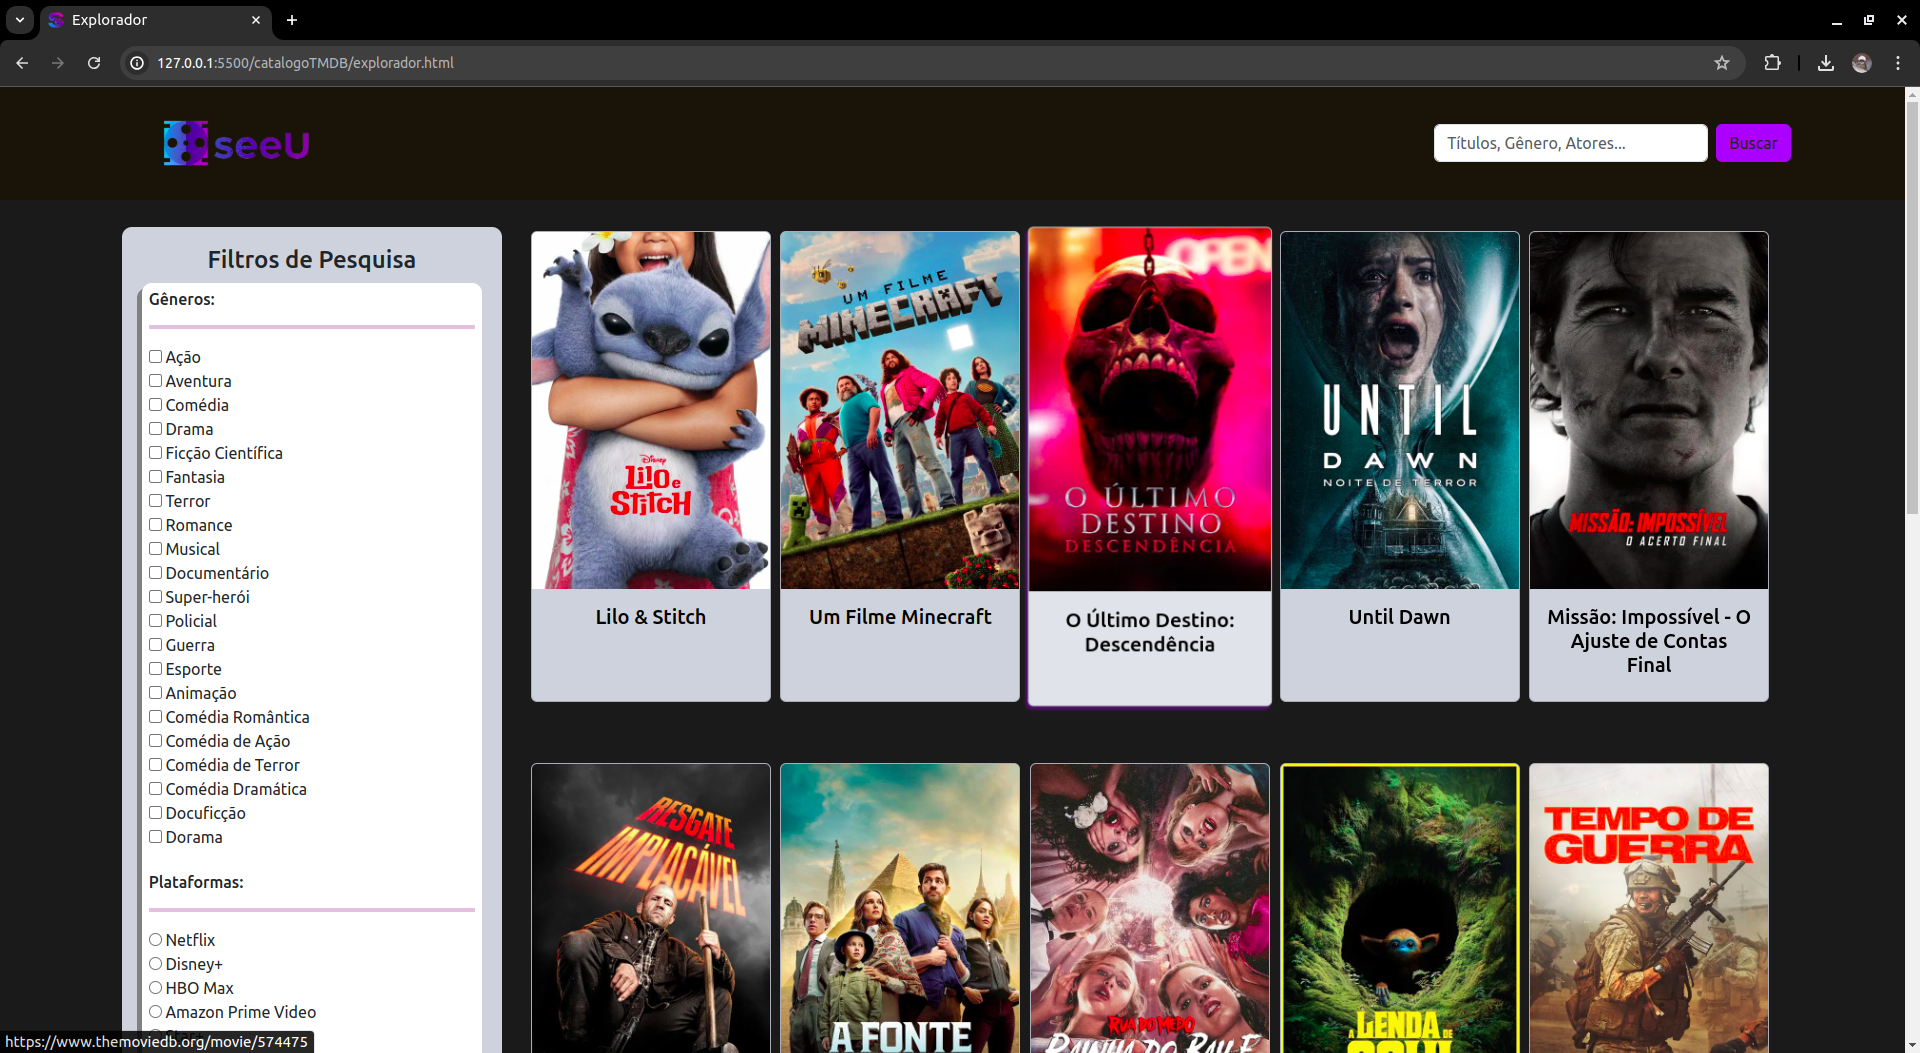 Explorador
127.0.0.1:5500/catalogoTMDB/explorador.html
seeU
Títulos, Gênero, Atores...
Buscar
Filtros de Pesquisa
Gêneros:
Ação
Aventura
Comédia
Drama
Ficção Científica
Fantasia
Terror
Romance
Musical
Documentário
Super-herói
Policial
Guerra
Esporte
Animação
Comédia Romântica
Comédia de Ação
Comédia de Terror
Comédia Dramática
Docuficção
Dorama
Plataformas:
Netflix
Disney+
HBO Max
Amazon Prime Video
https://www.themoviedb.org/movie/574475
Disney
Lilo e
Stitch
Lilo & Stitch
UM FILME
MINECRAFT
Um Filme Minecraft
OPEN
O ÚLTIMO
DESTINO
DESCENDÊNCIA
O Último Destino:
Descendência
UNTIL
DAWN
NOITE DE TERROR
Until Dawn
MISSÃO: IMPOSSÍVEL
O ACERTO FINAL
Missão: Impossível - O
Ajuste de Contas
Final
RESGATE
IMPLACÁVEL
A FONTE
RUA DO MEDO
RAINHA DO BAILE
A LENDA DE
OCHI
TEMPO DE
GUERRA